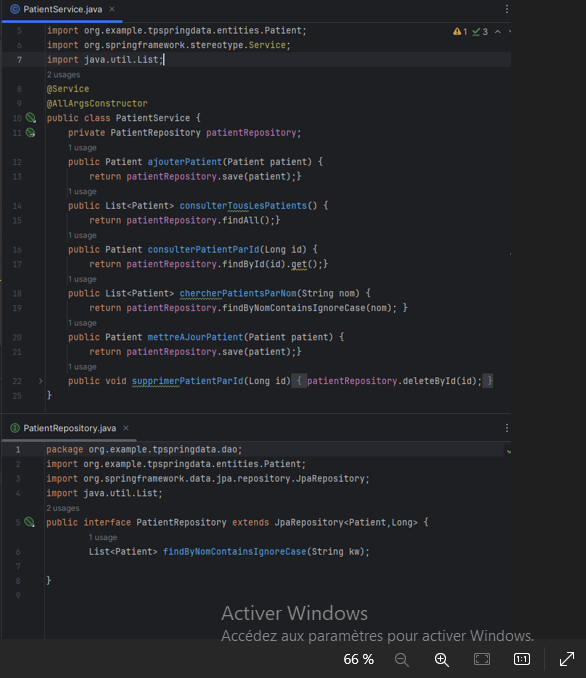 PatientService.java ×
5 import org.example.tpspringdata.entities.Patient;
1 3
6 import org.springframework.stereotype.Service;
7 import java.util.List;
2 usages
8 @Service
9 @AllArgsConstructor
10 public class PatientService {
11 private PatientRepository patientRepository;
1 usage
12 public Patient ajouterPatient(Patient patient) {
13 return patientRepository.save(patient);}
1 usage
14 public List<Patient> consulterTousLesPatients() {
15 return patientRepository.findAll();}
1 usage
16 public Patient consulterPatientParId(Long id) {
17 return patientRepository.findById(id).get();}
1 usage
18 public List<Patient> chercherPatientsParNom(String nom) {
19 return patientRepository.findByNomContainsIgnoreCase(nom); }
1 usage
20 public Patient mettreAJourPatient(Patient patient) {
21 return patientRepository.save(patient);}
1 usage
22 public void supprimerPatientParId(Long id) { patientRepository.deleteById(id); }
25 }
PatientRepository.java ×
1 package org.example.tpspringdata.dao;
2 import org.example.tpspringdata.entities.Patient;
3 import org.springframework.data.jpa.repository.JpaRepository;
4 import java.util.List;
2 usages
5 public interface PatientRepository extends JpaRepository<Patient,Long> {
1 usage
6 List<Patient> findByNomContainsIgnoreCase(String kw);
7
8 }
9
Activer Windows
Accédez aux paramètres pour activer Windows.
66 %
1:1